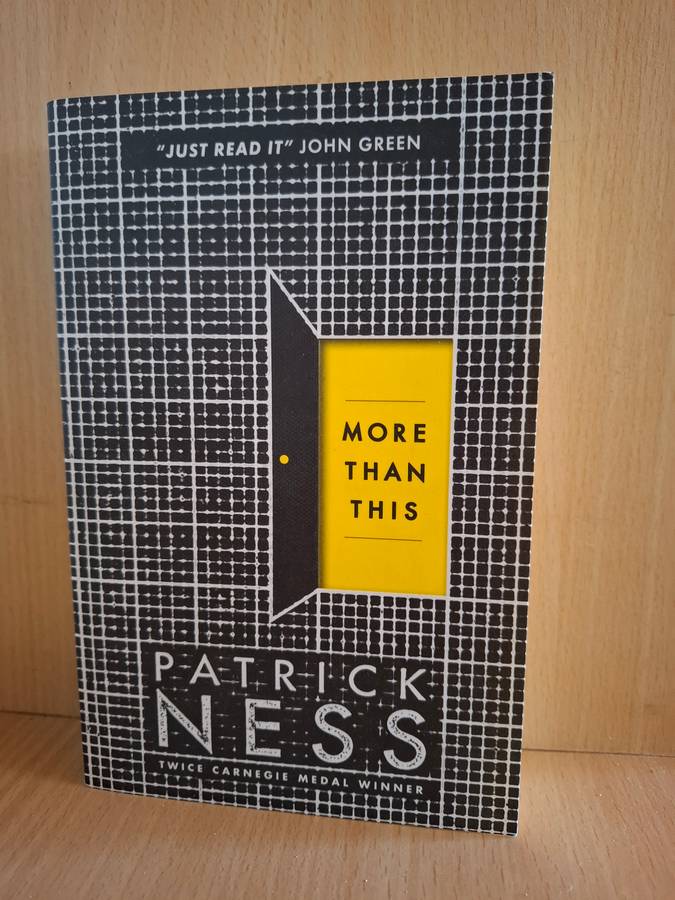 "JUST READ IT" JOHN GREEN
MORE
THAN
THIS
PATRICK
NESS
TWICE CARNEGIE MEDAL WINNER